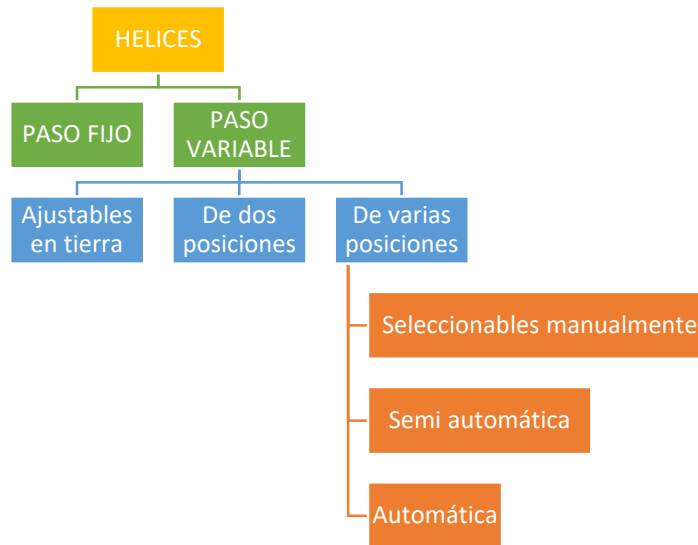 HELICES
PASO FIJO
PASO
VARIABLE
Ajustables
en tierra
De dos
posiciones
De varias
posiciones
Seleccionables manualmente
Semi automática
Automática